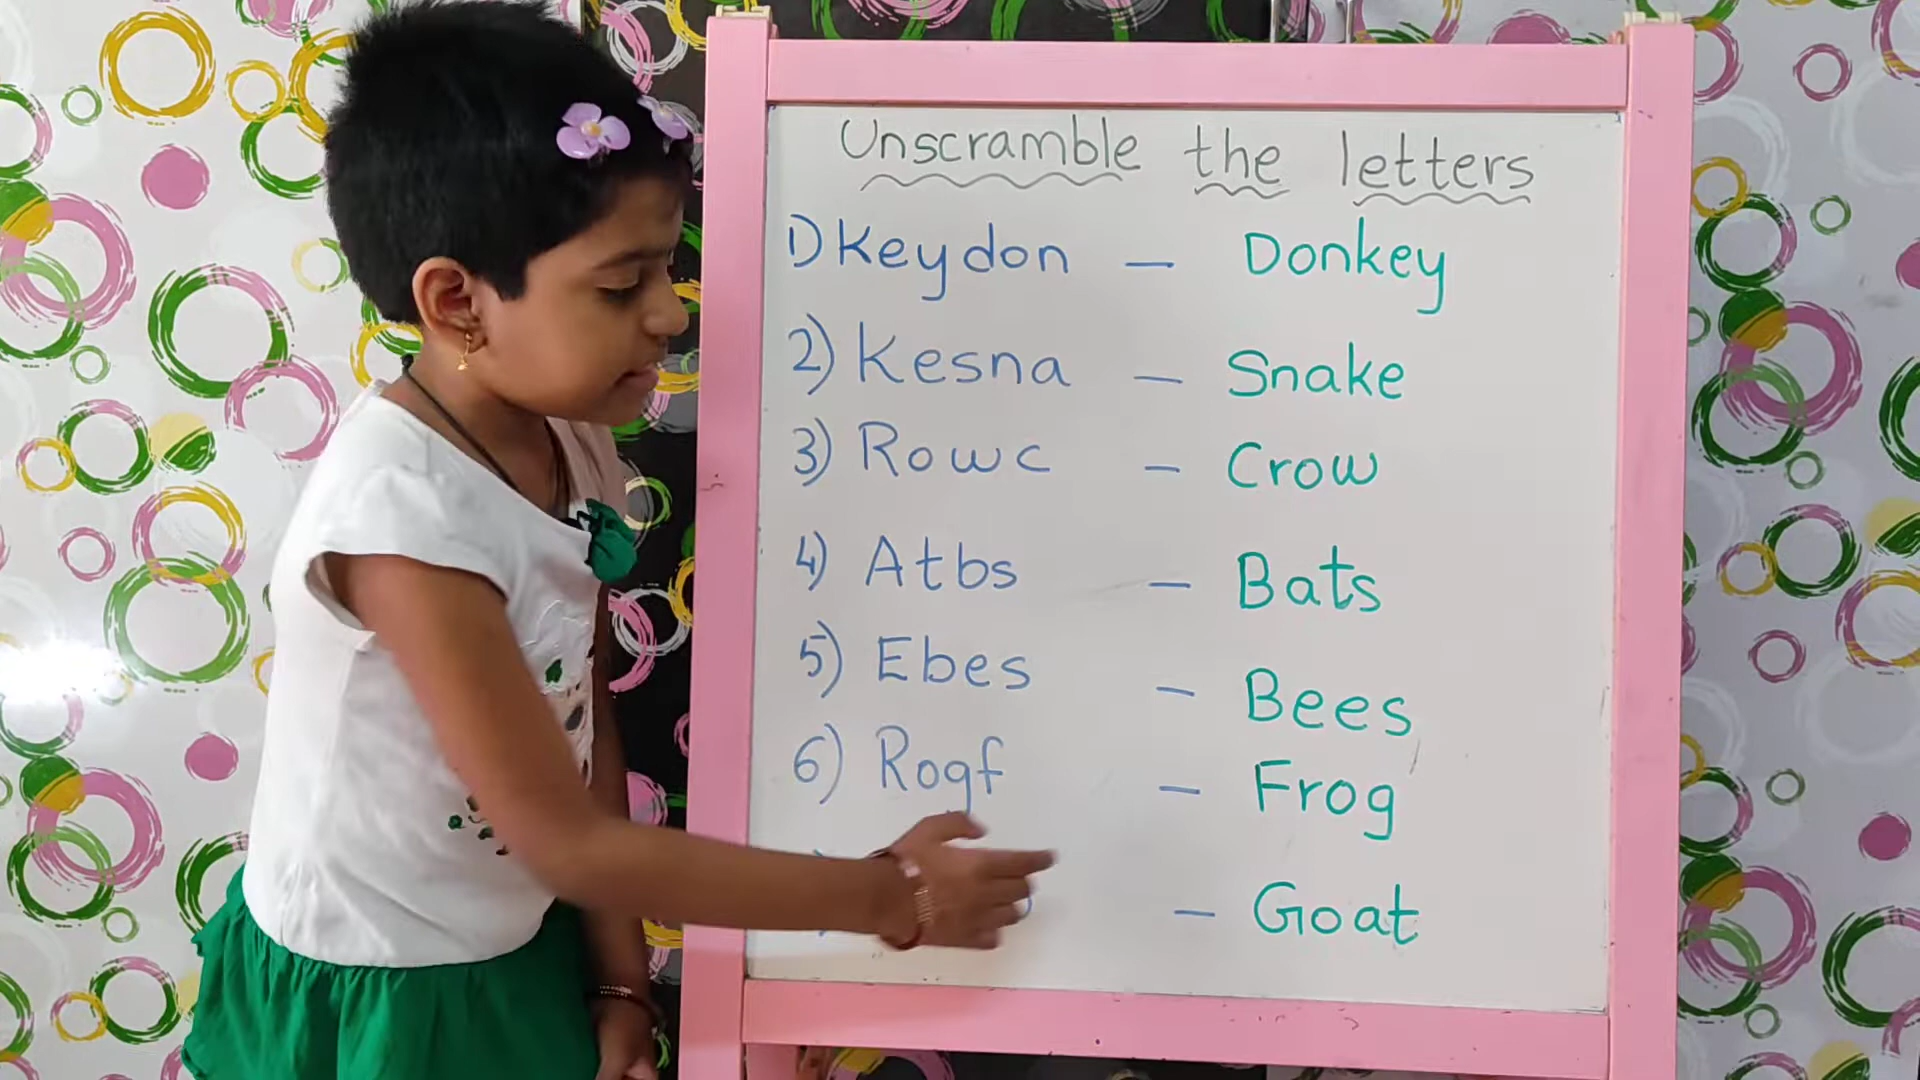 Unscramble the letters
1) Keydon – Donkey
2) Kesna – Snake
3) Rowc – Crow
4) Atbs – Bats
5) Ebes – Bees
6) Rogf – Frog
– Goat